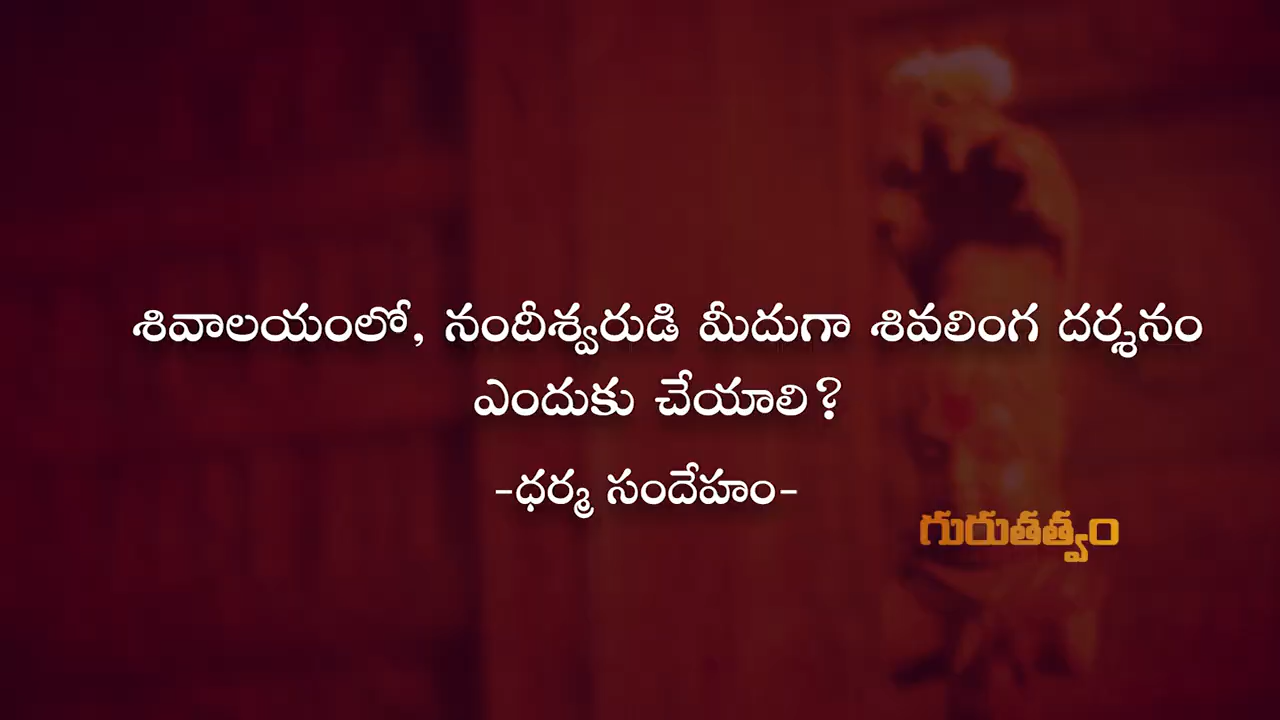 శివాలయంలో, నందీశ్వరుడి మీదుగా శివలింగ దర్శనం
ఎందుకు చేయాలి?
-ధర్మ సందేహం-
గురుతత్వం